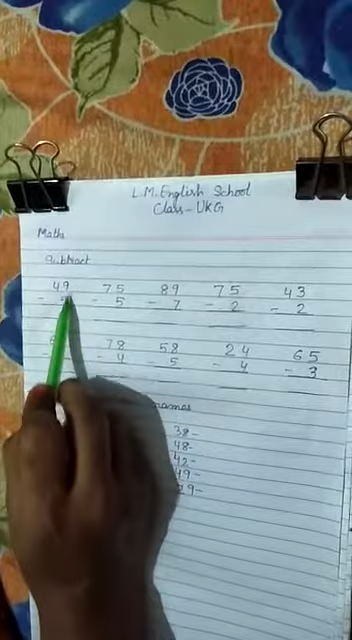 L.M. English School
Class - UKG
Maths
Subtract
49 75 89 75 43
- 5 - 5 - 7 - 2 - 2
78 58 24 65
- 4 5 - 4 - 3
names
38-
48-
42-
49-